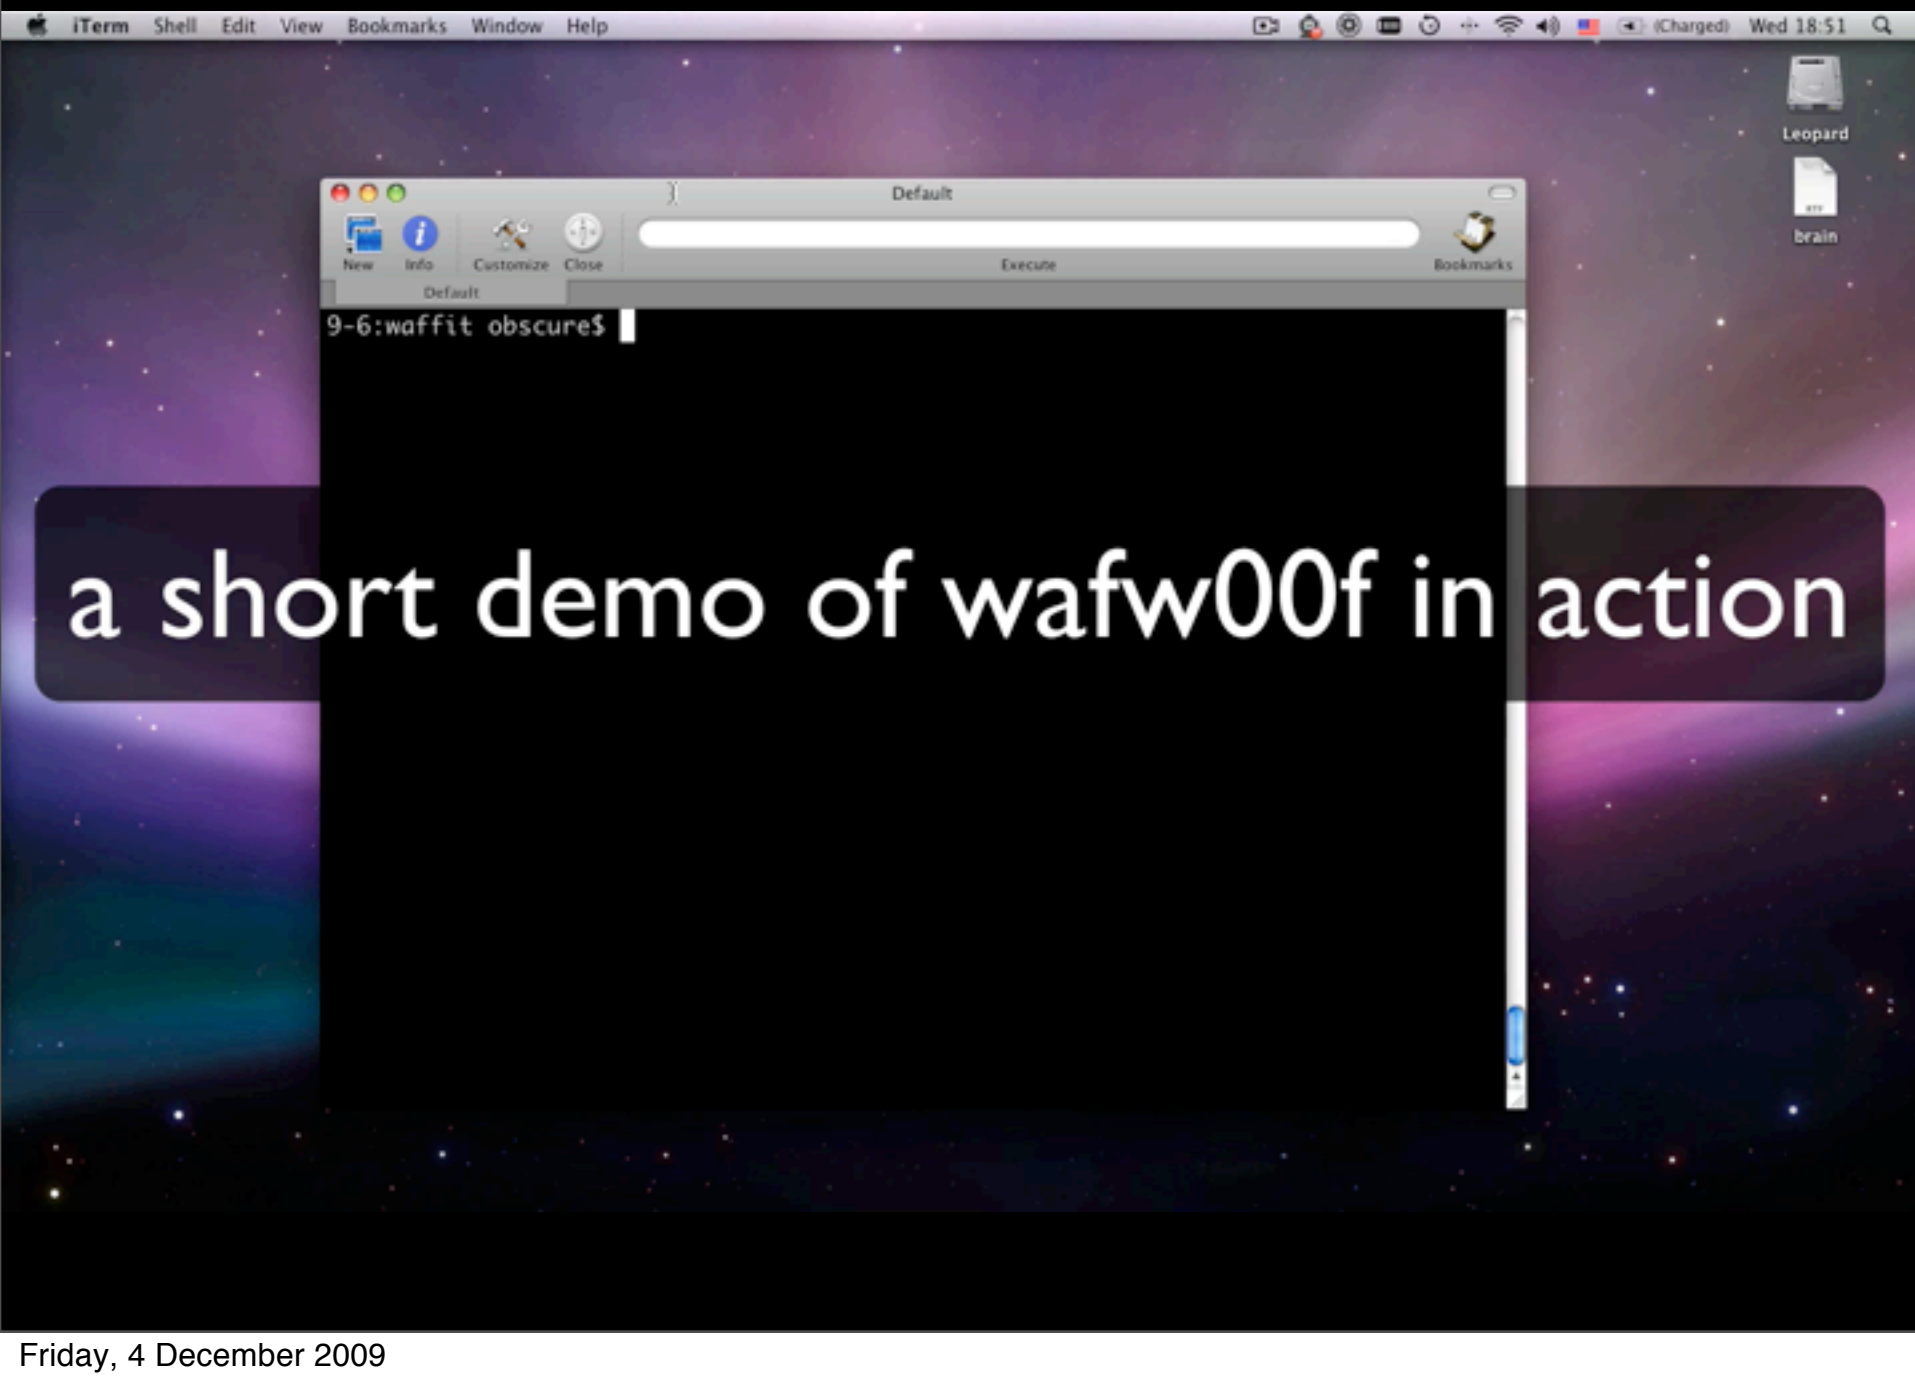 iTerm Shell Edit View Bookmarks Window Help (Charged) Wed 18:51
Leopard
brain
Default
New Info Customize Close Execute Bookmarks
Default
9-6:waffit obscure$
a short demo of wafw00f in action
Friday, 4 December 2009